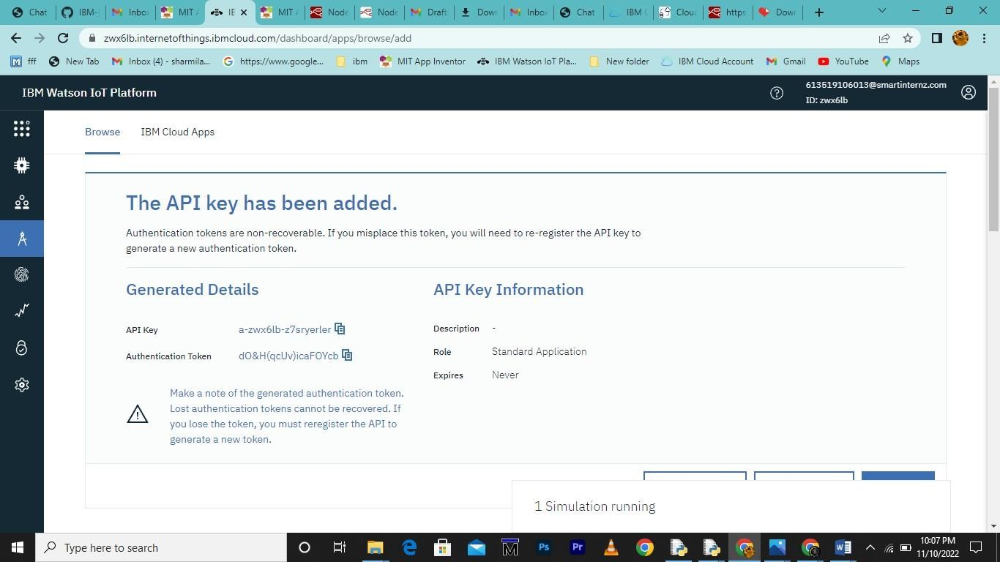 Chat
IBM-
Inbo
MIT A
IE
MIT A
Node
Node
Draft
Dow
Inbo
Chat
IBM (
Clou
https
Dow
zwx6lb.internetofthings.ibmcloud.com/dashboard/apps/browse/add
fff
New Tab
Inbox (4) - sharmila...
https://www.google...
ibm
MIT App Inventor
IBM Watson IoT Pla...
New folder
IBM Cloud Account
Gmail
YouTube
Maps
IBM Watson IoT Platform
613519106013@smartinternz.com
ID: zwx6lb
Browse
IBM Cloud Apps
The API key has been added.
Authentication tokens are non-recoverable. If you misplace this token, you will need to re-register the API key to
generate a new authentication token.
Generated Details
API Key a-zwx6lb-z7sryerler
Authentication Token dO&H(qcUv)icaFOYcb
Make a note of the generated authentication token.
Lost authentication tokens cannot be recovered. If
you lose the token, you must reregister the API to
generate a new token.
API Key Information
Description -
Role Standard Application
Expires Never
1 Simulation running
Type here to search
Ps
Pr
10:07 PM
11/10/2022